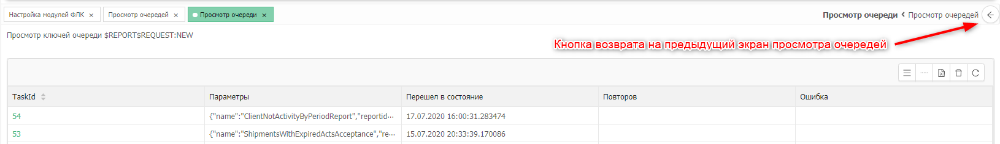 Настройка модулей ФЛК × Просмотр очередей × Просмотр очереди × Просмотр очереди < Просмотр очередей
Просмотр ключей очереди $REPORT$REQUEST:NEW
Кнопка возврата на предыдущий экран просмотра очередей
TaskId Параметры Перешел в состояние Повторов Ошибка
54 {"name":"ClientNotActivityByPeriodReport","reportid··· 17.07.2020 16:00:31.283474
53 {"name":"ShipmentsWithExpiredActsAcceptance","re··· 15.07.2020 20:33:39.170086